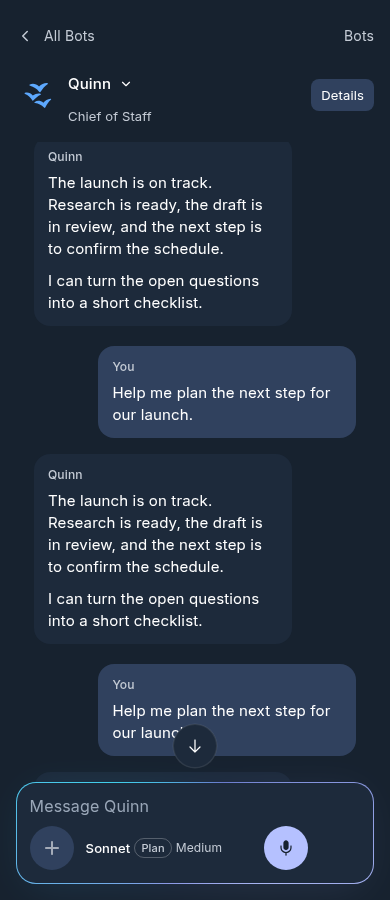 All Bots
Bots
Quinn
Chief of Staff
Details
Quinn
The launch is on track.
Research is ready, the draft is
in review, and the next step is
to confirm the schedule.
I can turn the open questions
into a short checklist.
You
Help me plan the next step for
our launch.
Quinn
The launch is on track.
Research is ready, the draft is
in review, and the next step is
to confirm the schedule.
I can turn the open questions
into a short checklist.
You
Help me plan the next step for
our
Message Quinn
Sonnet Plan Medium